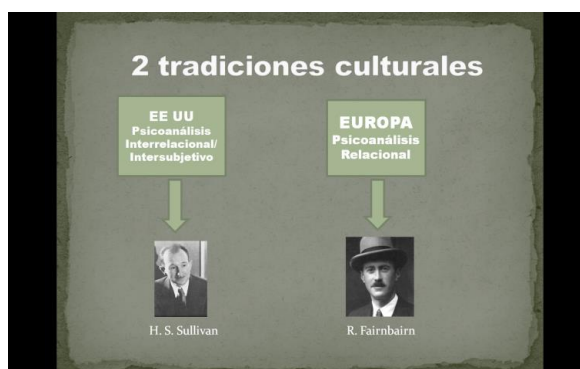 2 tradiciones culturales
EE UU
Psicoanálisis
Interrelacional/
Intersubjetivo
EUROPA
Psicoanálisis
Relacional
H. S. Sullivan
R. Fairnbairn